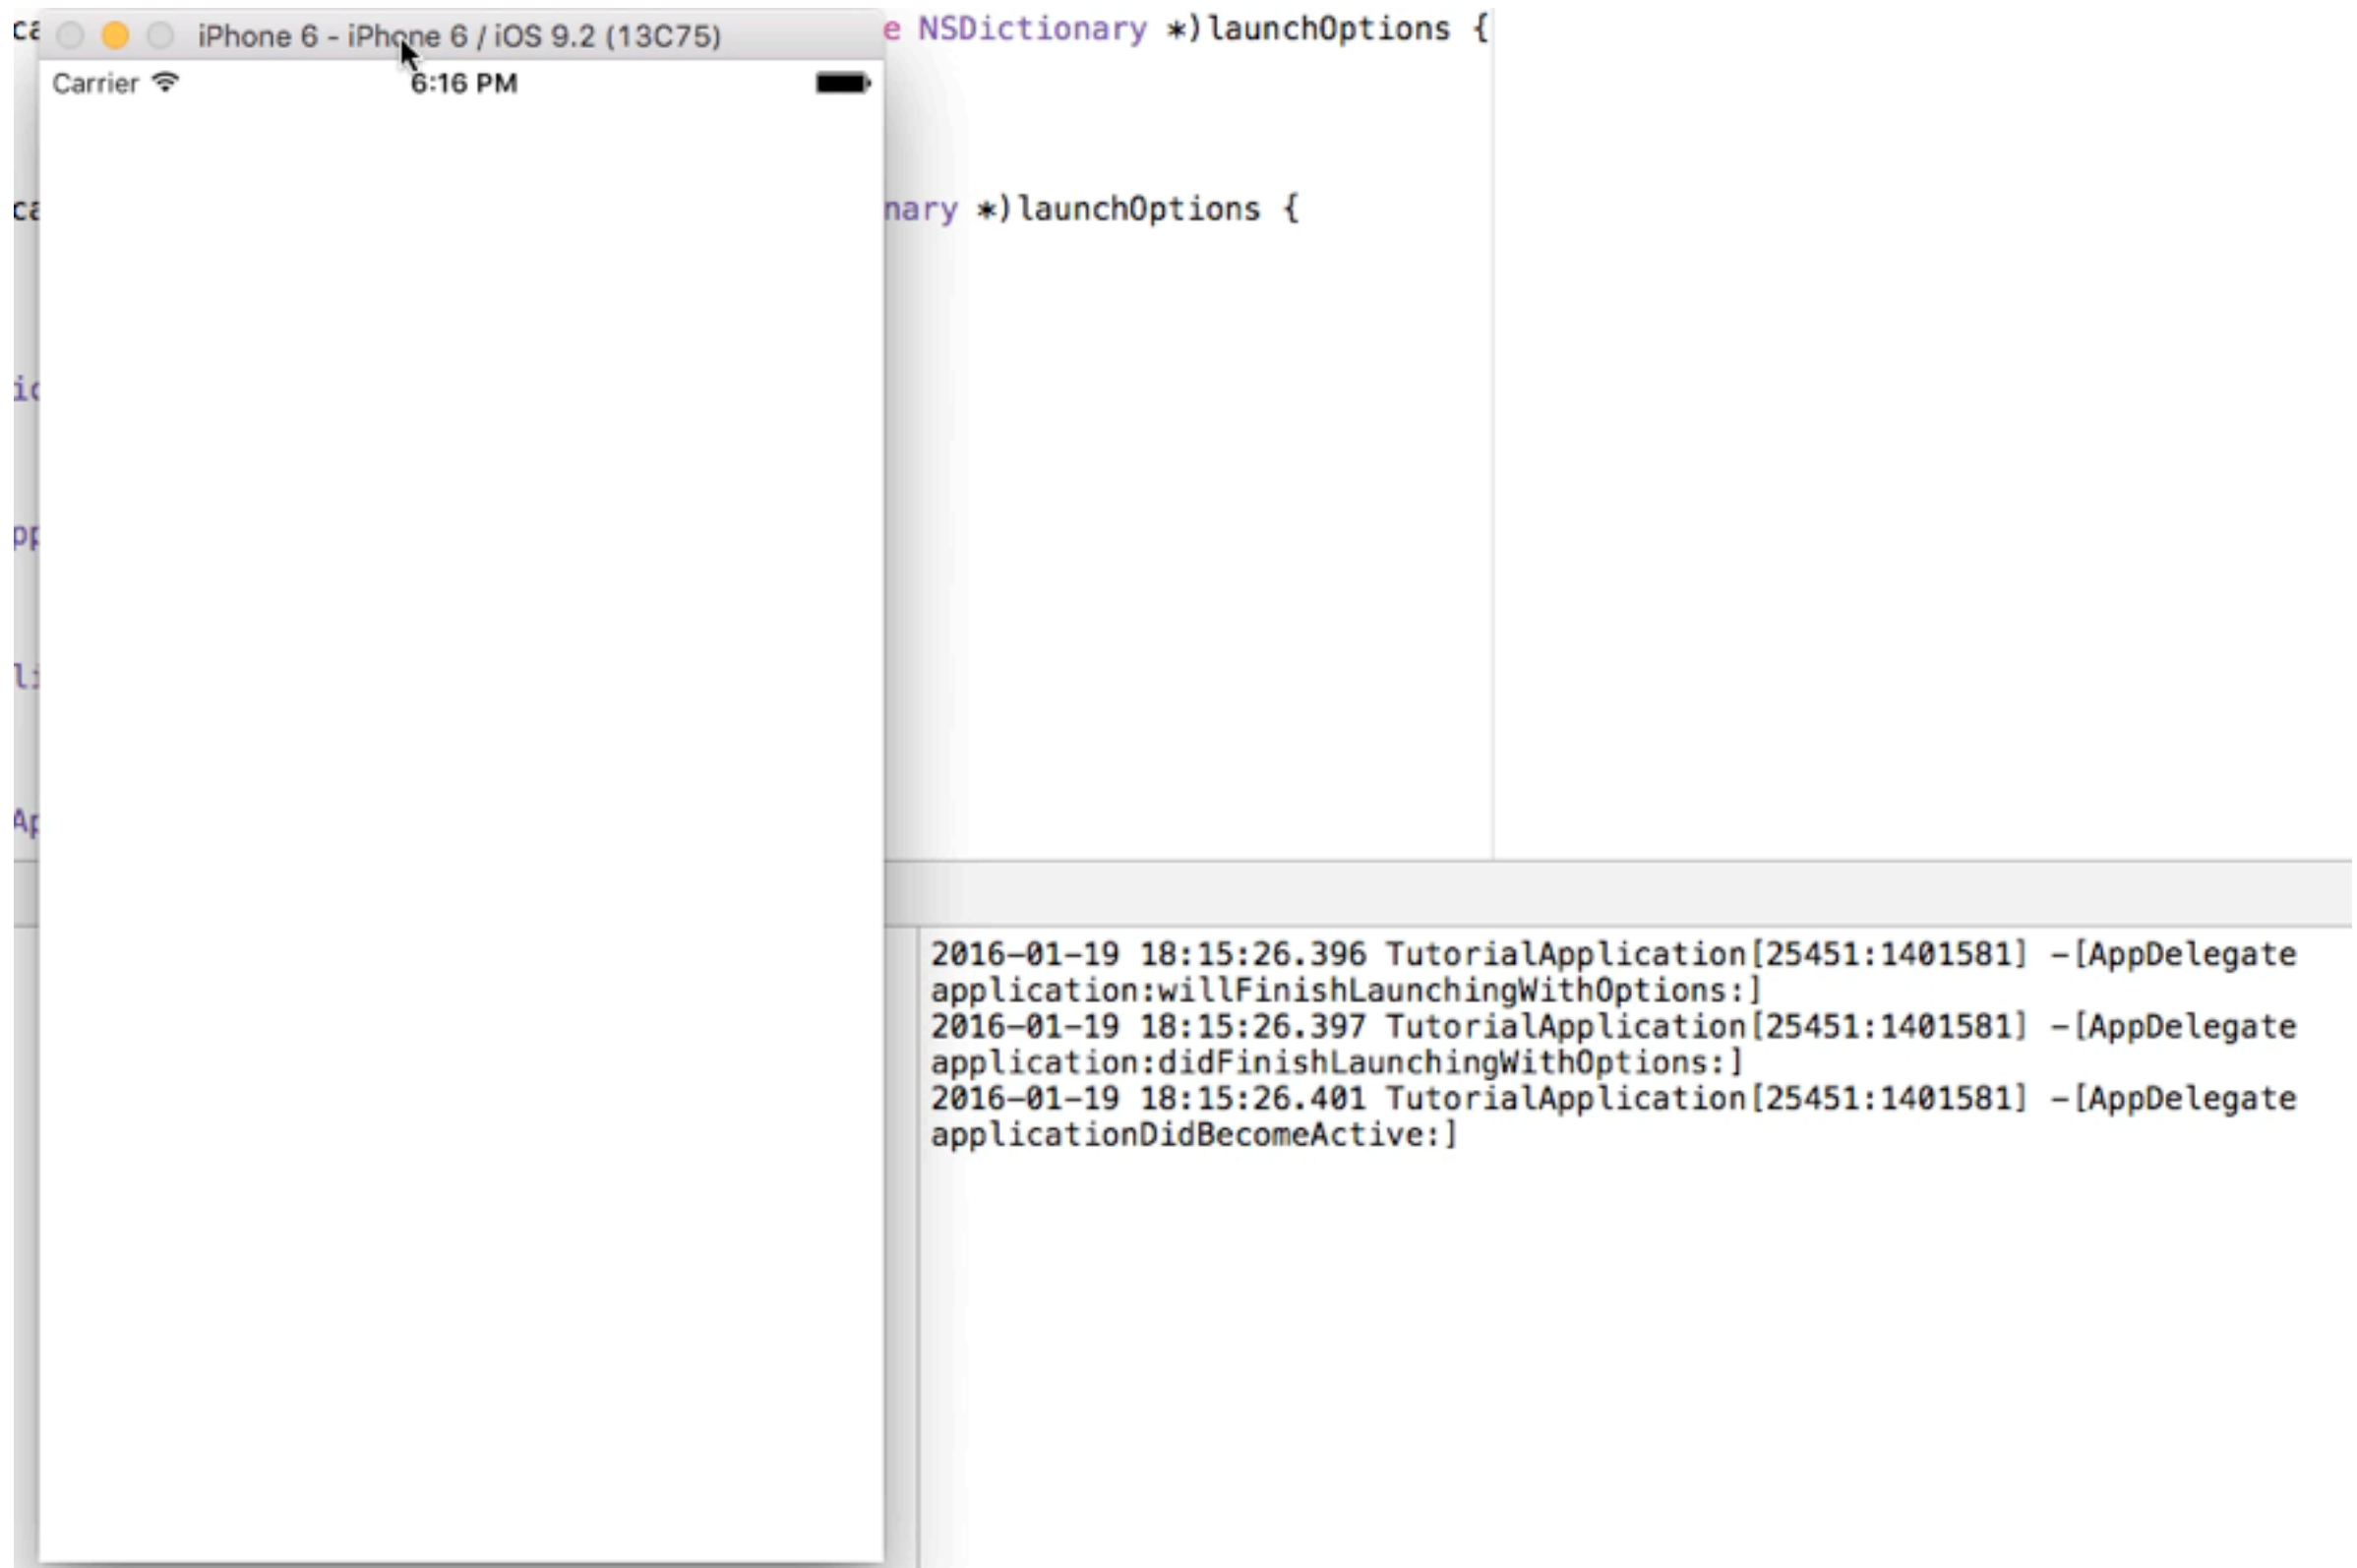 iPhone 6 - iPhone 6 / iOS 9.2 (13C75)
Carrier 6:16 PM
NSDictionary *)launchOptions {
*)launchOptions {
2016-01-19 18:15:26.396 TutorialApplication[25451:1401581] -[AppDelegate
application:willFinishLaunchingWithOptions:]
2016-01-19 18:15:26.397 TutorialApplication[25451:1401581] -[AppDelegate
application:didFinishLaunchingWithOptions:]
2016-01-19 18:15:26.401 TutorialApplication[25451:1401581] -[AppDelegate
applicationDidBecomeActive:]